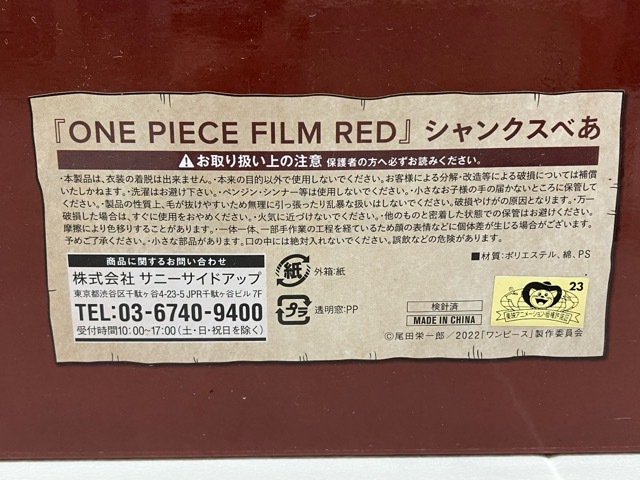 『ONE PIECE FILM RED』シャンクスべあ
お取り扱い上の注意 保護者の方へ必ずお読みください。
・本製品は、衣装の着脱は出来ません。・本来の目的以外で使用しないでください。お客様による分解・改造等による破損については補償
いたしかねます。・洗濯はお避け下さい。・ベンジン・シンナー等は使用しないでください。・小さなお子様の手の届かないところに保管して
ください。・製品の性質上、毛が抜けやすいため無理に引っ張ったり乱暴な扱いはしないでください。破損やけがの原因となります。・万一
破損した場合は、すぐに使用をおやめください。・火気に近づけないでください。・他のものと密着した状態での保管はお避けください。
摩擦により色移りすることがあります。・一体一体、一部手作業の工程を経ているため顔の表情などに個体差が生じる場合がございます。
予めご了承ください。・小さな部品があります。口の中には絶対入れないでください。誤飲などの危険があります。
■材質:ポリエステル、綿、PS
商品に関するお問い合わせ
株式会社 サニーサイドアップ
東京都渋谷区千駄ヶ谷4-23-5 JPR千駄ヶ谷ビル 7F
TEL:03-6740-9400
受付時間10:00~17:00(土・日・祝日を除く)
紙
外箱:紙
プラ
透明窓:PP
検針済
MADE IN CHINA
23
東映アニメーション株式会社
©尾田栄一郎/2022「ワンピース」製作委員会